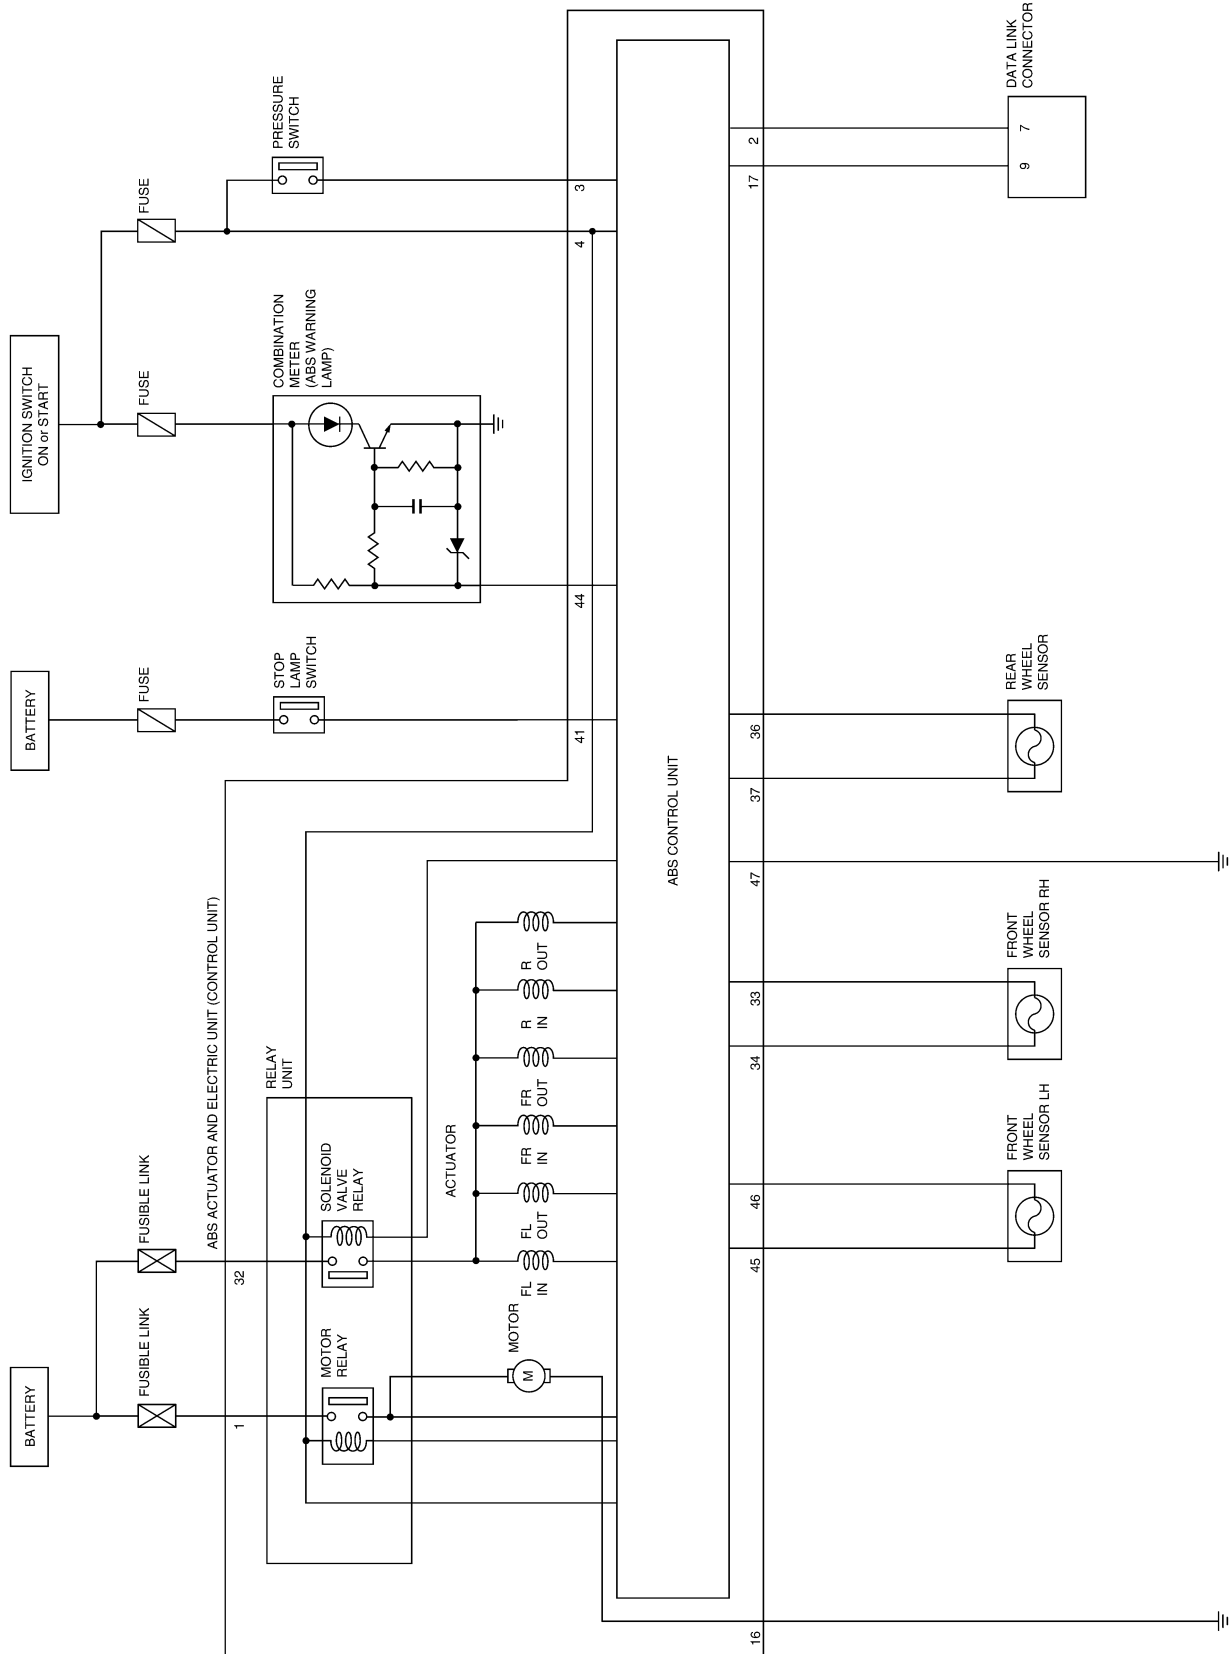 BATTERY
FUSIBLE LINK
FUSIBLE LINK
BATTERY
FUSE
STOP
LAMP
SWITCH
IGNITION SWITCH
ON or START
FUSE
FUSE
COMBINATION
METER
(ABS WARNING
LAMP)
PRESSURE
SWITCH
ABS ACTUATOR AND ELECTRIC UNIT (CONTROL UNIT)
1
32
RELAY
UNIT
MOTOR
RELAY
SOLENOID
VALVE
RELAY
ACTUATOR
MOTOR
M
FL
IN
FL
OUT
FR
IN
FR
OUT
R
IN
R
OUT
41
44
4
3
ABS CONTROL UNIT
16
45
46
34
33
47
37
36
17
2
FRONT
WHEEL
SENSOR LH
FRONT
WHEEL
SENSOR RH
REAR
WHEEL
SENSOR
DATA LINK
CONNECTOR
9
7